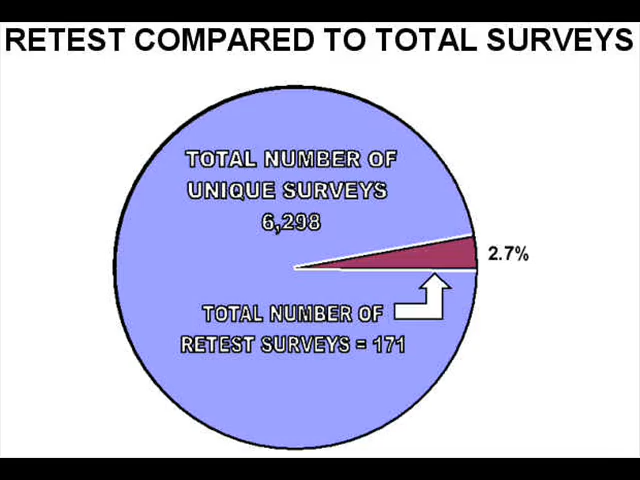 RETEST COMPARED TO TOTAL SURVEYS
TOTAL NUMBER OF
UNIQUE SURVEYS
6,298
2.7%
TOTAL NUMBER OF
RETEST SURVEYS = 171